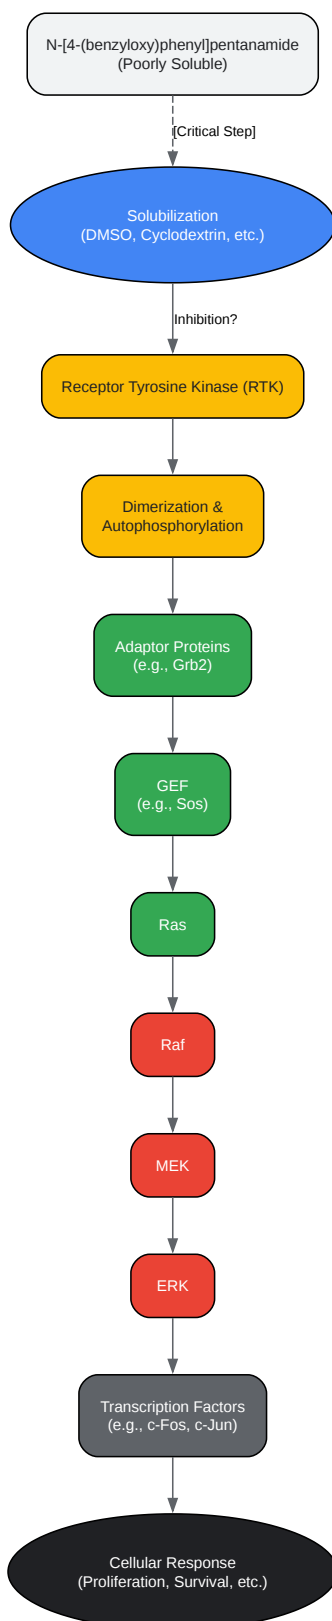 N-[4-(benzyloxy)phenyl]pentanamide
(Poorly Soluble)
[Critical Step]
Solubilization
(DMSO, Cyclodextrin, etc.)
Inhibition?
Receptor Tyrosine Kinase (RTK)
Dimerization &
Autophosphorylation
Adaptor Proteins
(e.g., Grb2)
GEF
(e.g., Sos)
Ras
Raf
MEK
ERK
Transcription Factors
(e.g., c-Fos, c-Jun)
Cellular Response
(Proliferation, Survival, etc.)